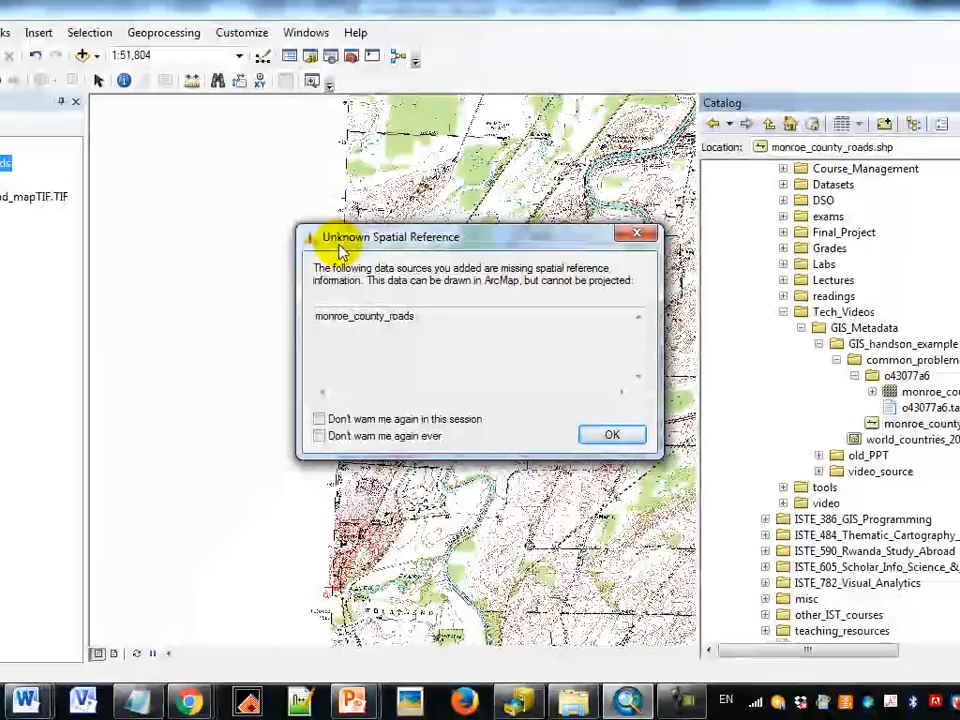 ks Insert Selection Geoprocessing Customize Windows Help
1:51,804
Catalog
Location: monroe_county_roads.shp
ds
nd_mapTIF.TIF
Course_Management
Datasets
DSO
exams
Final_Project
Grades
Labs
Lectures
readings
Tech_Videos
GIS_Metadata
GIS_handson_example
common_problem
o43077a6
monroe_co
o43077a6.ta
monroe_county
world_countries_20
old_PPT
video_source
tools
video
ISTE_386_GIS_Programming
ISTE_484_Thematic_Cartography_
ISTE_590_Rwanda_Study_Abroad
ISTE_605_Scholar_Info_Science_&
ISTE_782_Visual_Analytics
misc
other_IST_courses
teaching_resources
Unknown Spatial Reference
The following data sources you added are missing spatial reference
information. This data can be drawn in ArcMap, but cannot be projected:
monroe_county_roads
Don't warn me again in this session
Don't warn me again ever
OK
EN